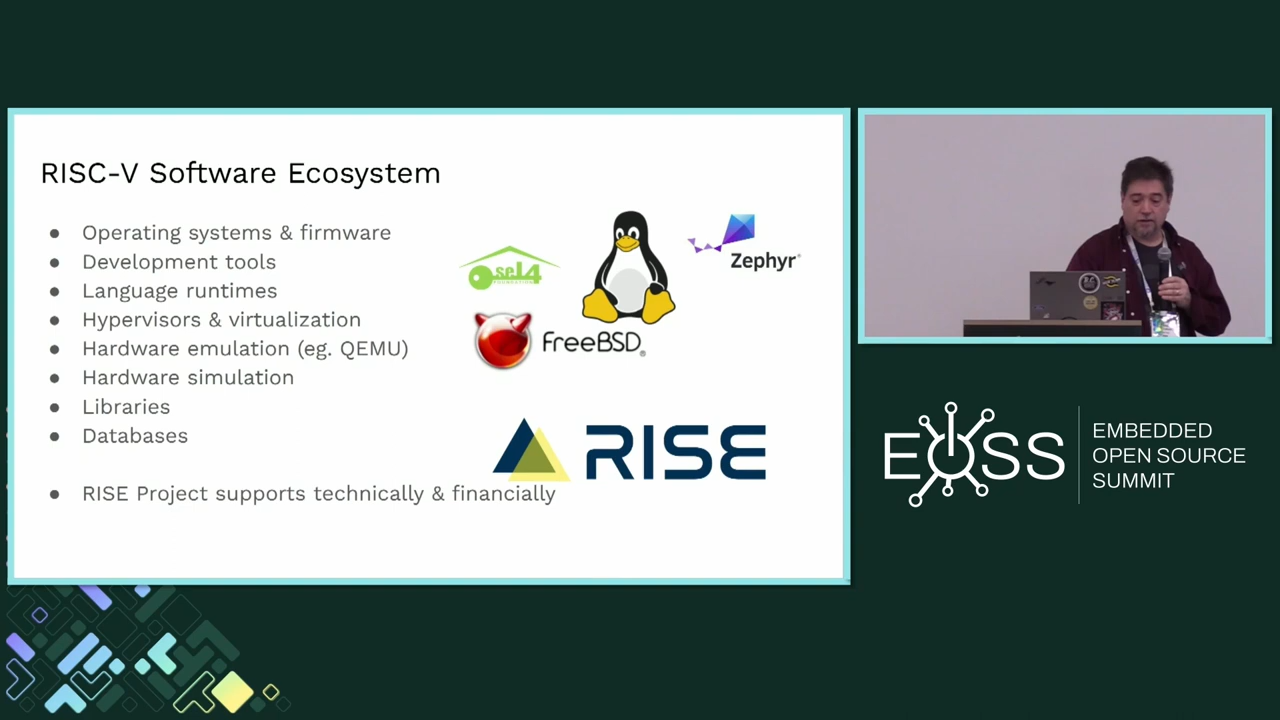 RISC-V Software Ecosystem
● Operating systems & firmware
● Development tools
● Language runtimes
● Hypervisors & virtualization
● Hardware emulation (eg. QEMU)
● Hardware simulation
● Libraries
● Databases
● RISE Project supports technically & financially
seL4
Zephyr®
FreeBSD®
RISE
EOSS
EMBEDDED
OPEN SOURCE
SUMMIT